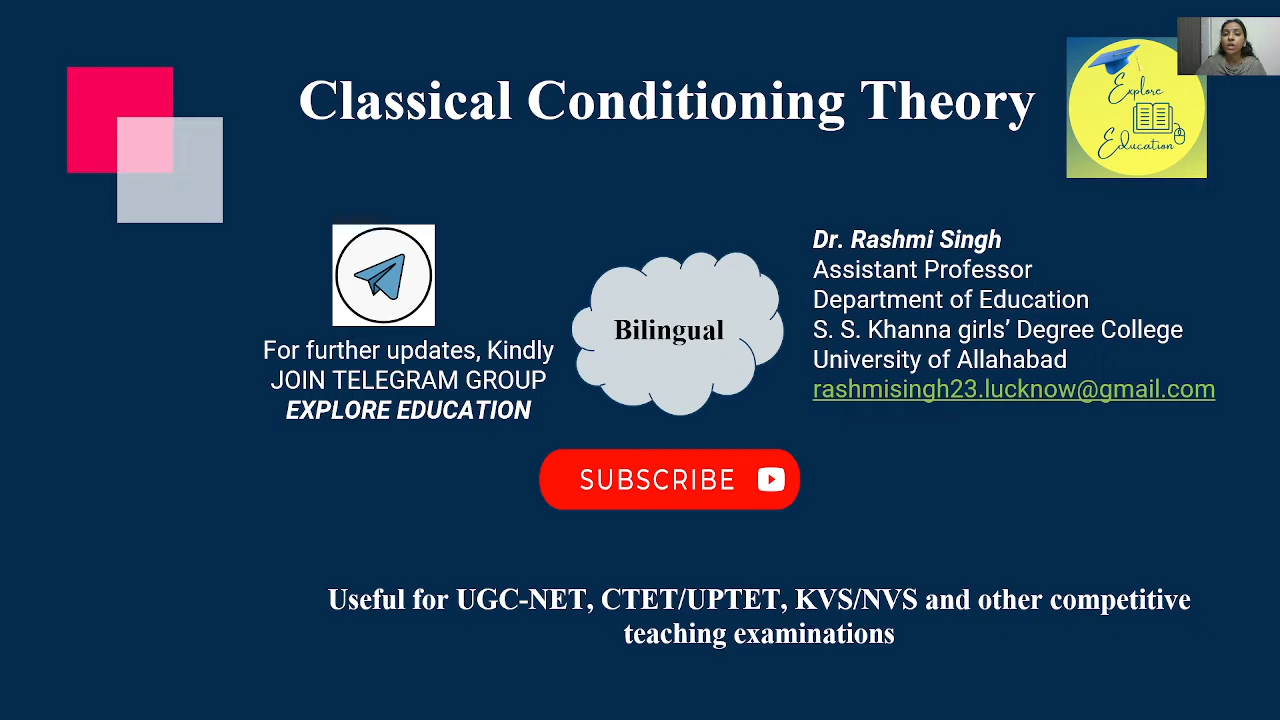 Classical Conditioning Theory
Explore
Education
For further updates, Kindly
JOIN TELEGRAM GROUP
EXPLORE EDUCATION
Bilingual
Dr. Rashmi Singh
Assistant Professor
Department of Education
S. S. Khanna girls’ Degree College
University of Allahabad
rashmisingh23.lucknow@gmail.com
SUBSCRIBE
Useful for UGC-NET, CTET/UPTET, KVS/NVS and other competitive
teaching examinations